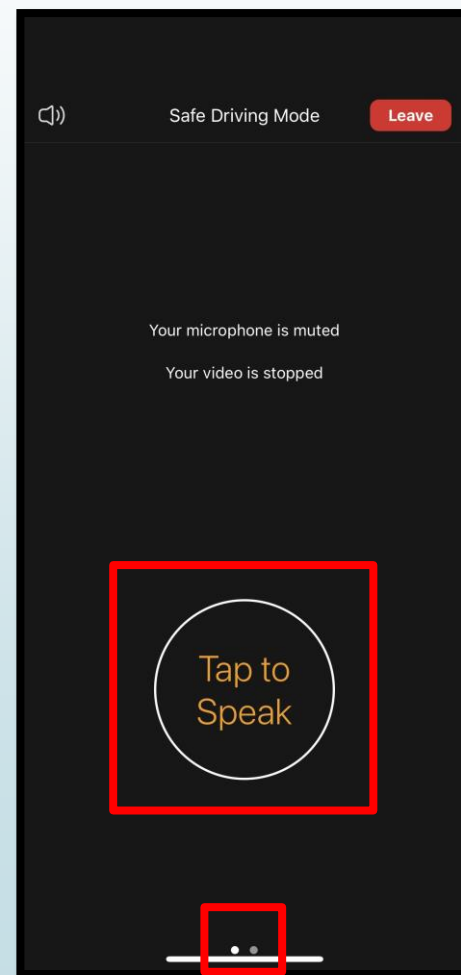 Safe Driving Mode
Leave
Your microphone is muted
Your video is stopped
Tap to
Speak